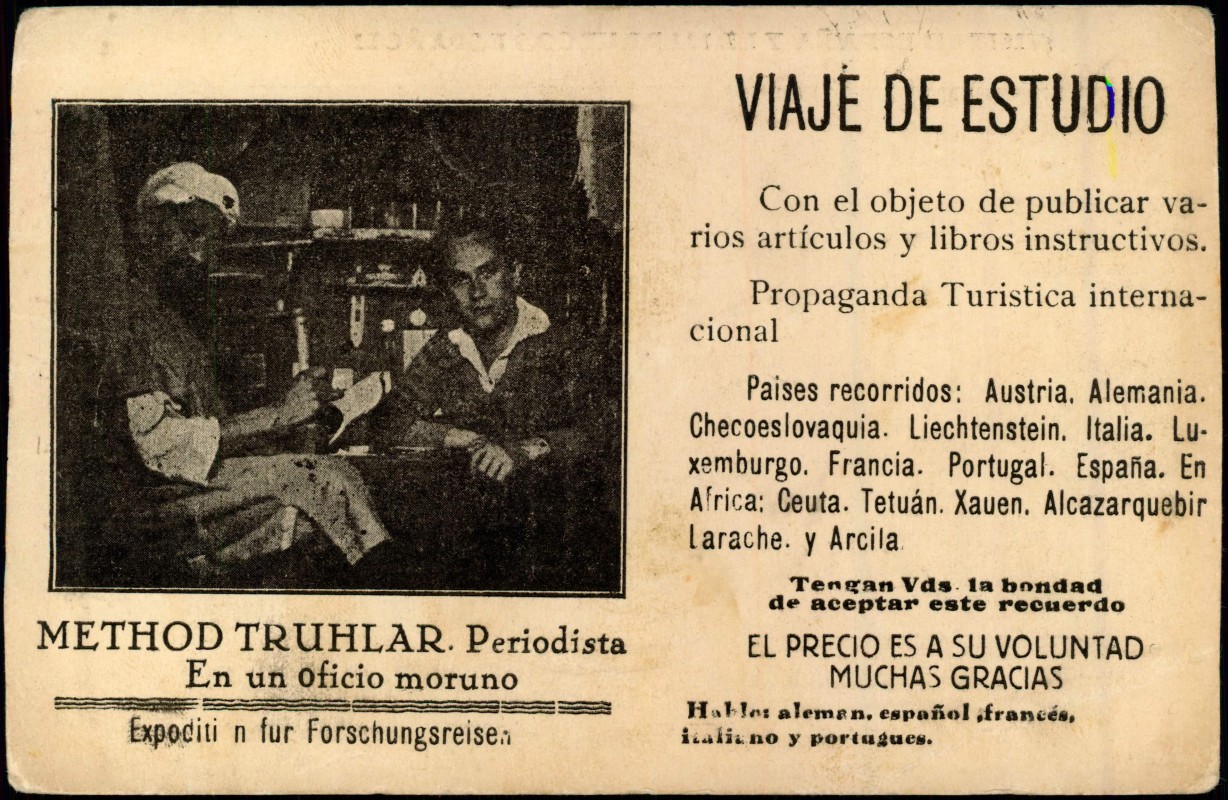 METHOD TRUHLAR. Periodista
En un oficio moruno
Expoditi n fur Forschungsreisen
VIAJE DE ESTUDIO
Con el objeto de publicar va-
rios artículos y libros instructivos.
Propaganda Turistica interna-
cional
Paises recorridos: Austria. Alemania.
Checoeslovaquia. Liechtenstein. Italia. Lu-
xemburgo. Francia. Portugal. España. En
Africa: Ceuta. Tetuán. Xauen. Alcazarquebir
Larache. y Arcila.
Tengan Vds. la bondad
de aceptar este recuerdo
EL PRECIO ES A SU VOLUNTAD
MUCHAS GRACIAS
Hablo: aleman, español ,francés,
italiano y portugues.